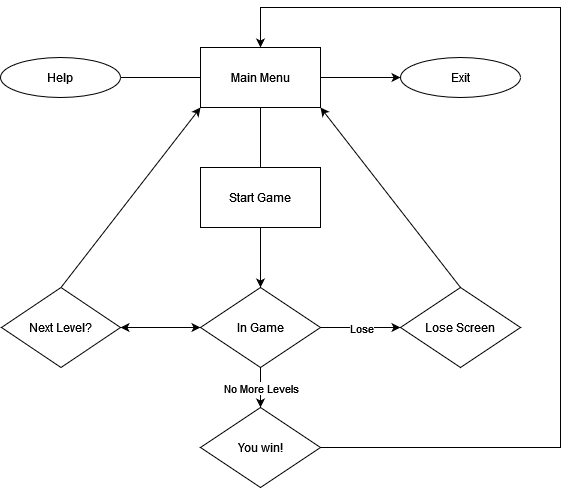 Help
Main Menu
Exit
Start Game
Next Level?
In Game
Lose
Lose Screen
No More Levels
You win!